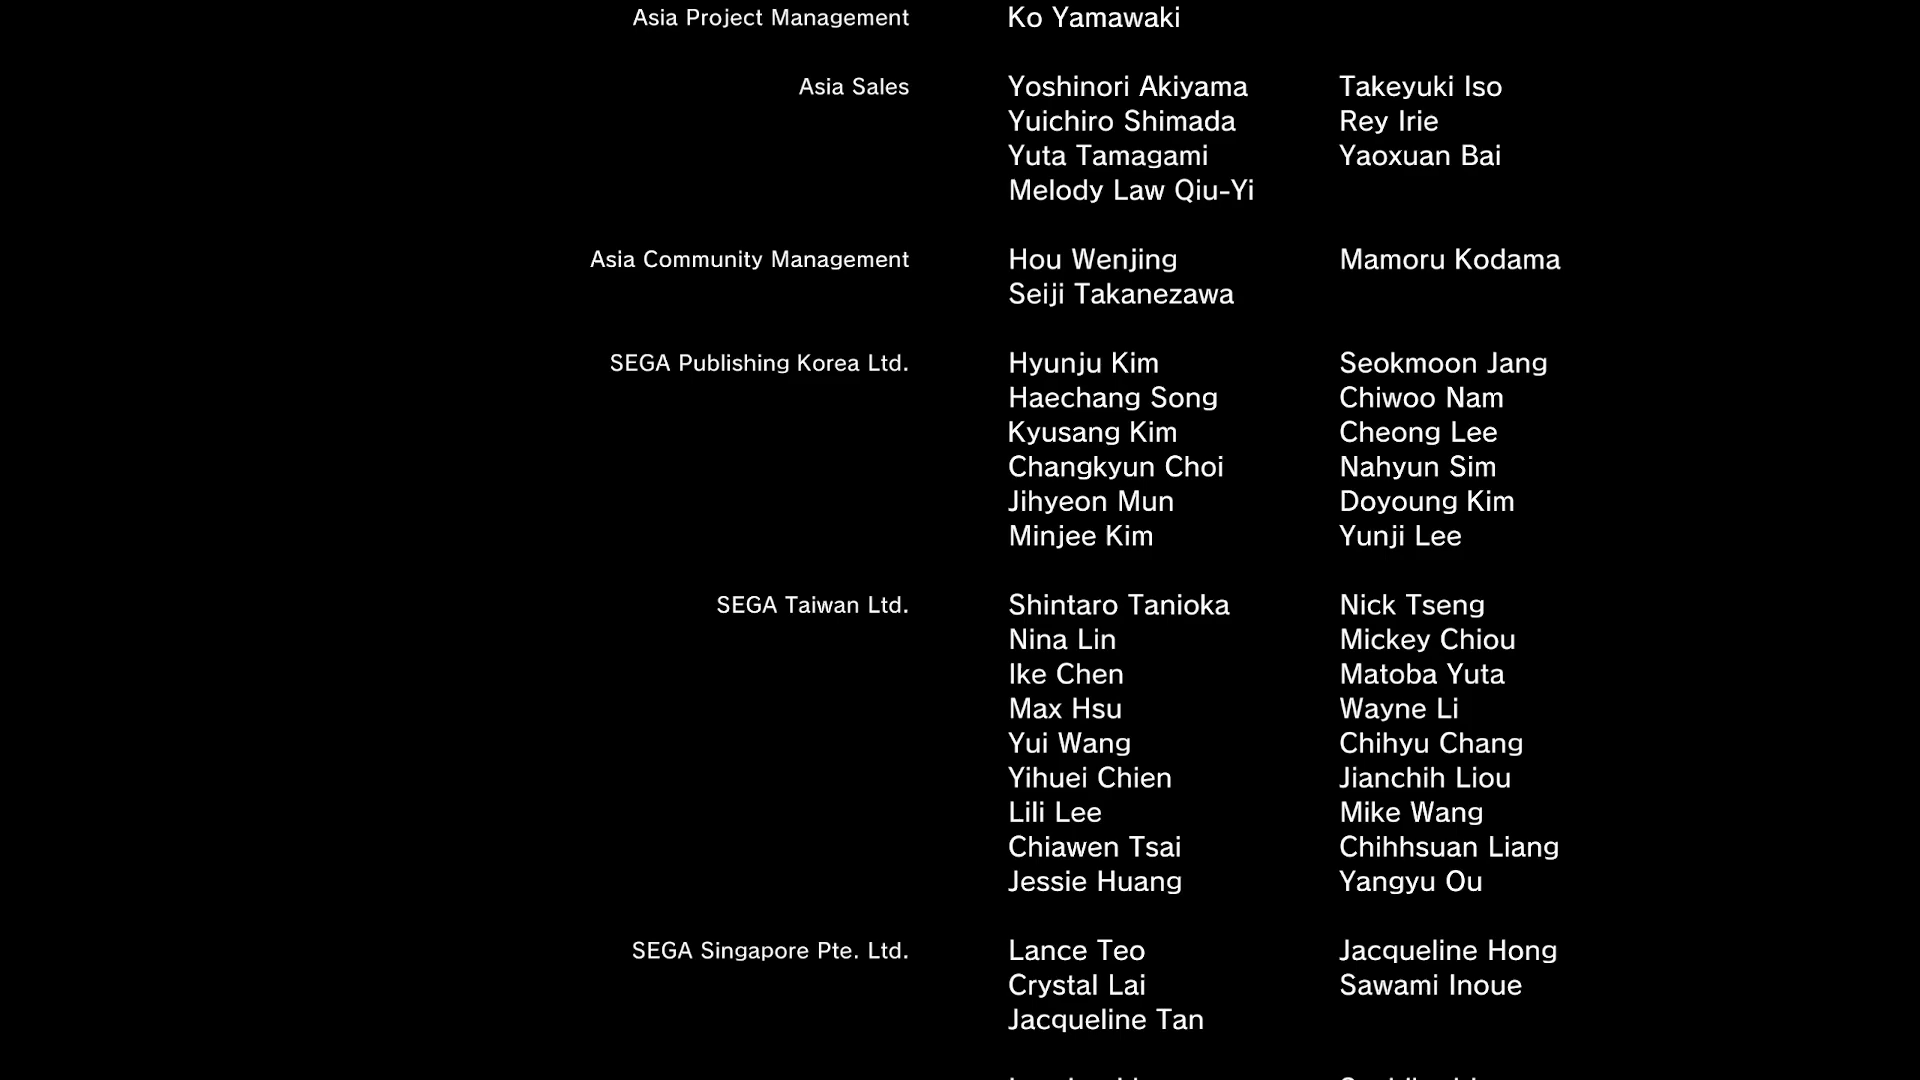 Asia Project Management Ko Yamawaki
Asia Sales Yoshinori Akiyama Takeyuki Iso
Yuichiro Shimada Rey Irie
Yuta Tamagami Yaoxuan Bai
Melody Law Qiu-Yi
Asia Community Management Hou Wenjing Mamoru Kodama
Seiji Takanezawa
SEGA Publishing Korea Ltd. Hyunju Kim Seokmoon Jang
Haechang Song Chiwoo Nam
Kyusang Kim Cheong Lee
Changkyun Choi Nahyun Sim
Jihyeon Mun Doyoung Kim
Minjee Kim Yunji Lee
SEGA Taiwan Ltd. Shintaro Tanioka Nick Tseng
Nina Lin Mickey Chiou
Ike Chen Matoba Yuta
Max Hsu Wayne Li
Yui Wang Chihyu Chang
Yihuei Chien Jianchih Liou
Lili Lee Mike Wang
Chiawen Tsai Chihhsuan Liang
Jessie Huang Yangyu Ou
SEGA Singapore Pte. Ltd. Lance Teo Jacqueline Hong
Crystal Lai Sawami Inoue
Jacqueline Tan